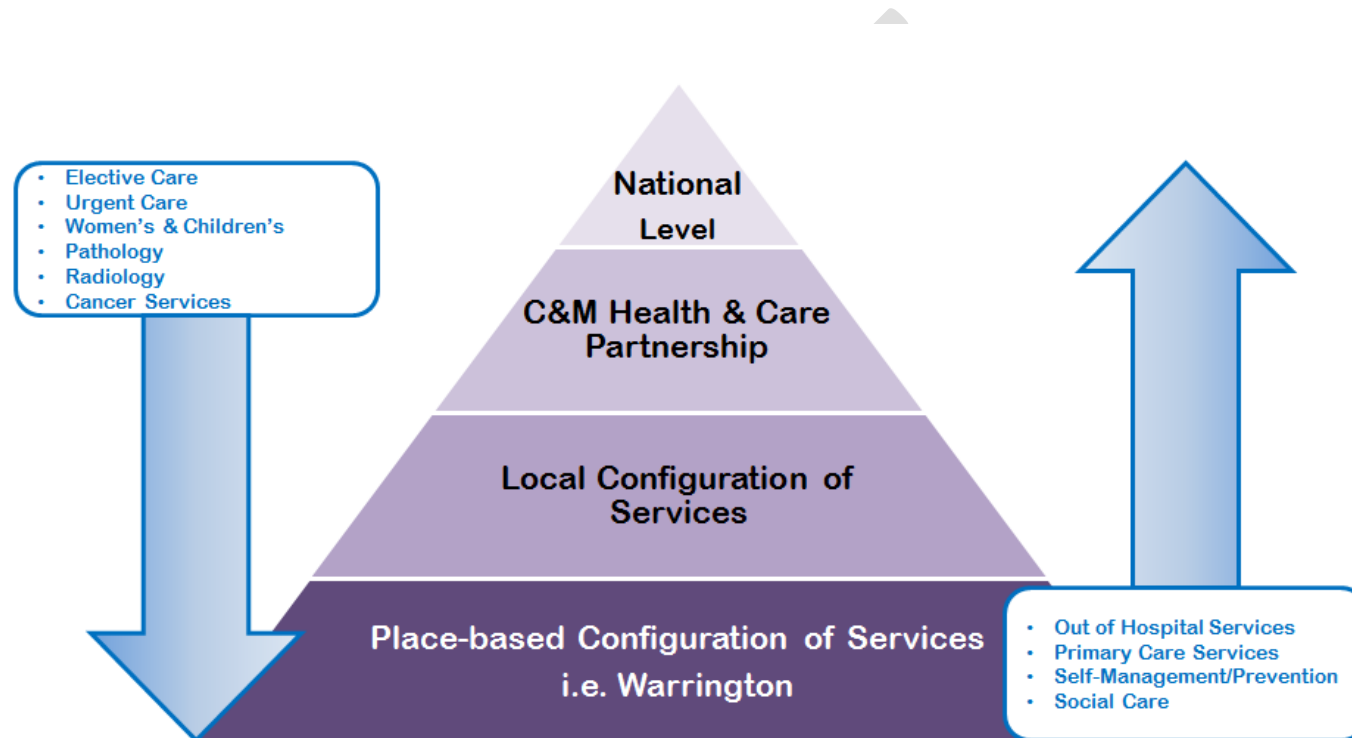 • Elective Care
• Urgent Care
• Women's & Children's
• Pathology
• Radiology
• Cancer Services
National
Level
C&M Health & Care
Partnership
Local Configuration of
Services
Place-based Configuration of Services
i.e. Warrington
• Out of Hospital Services
• Primary Care Services
• Self-Management/Prevention
• Social Care